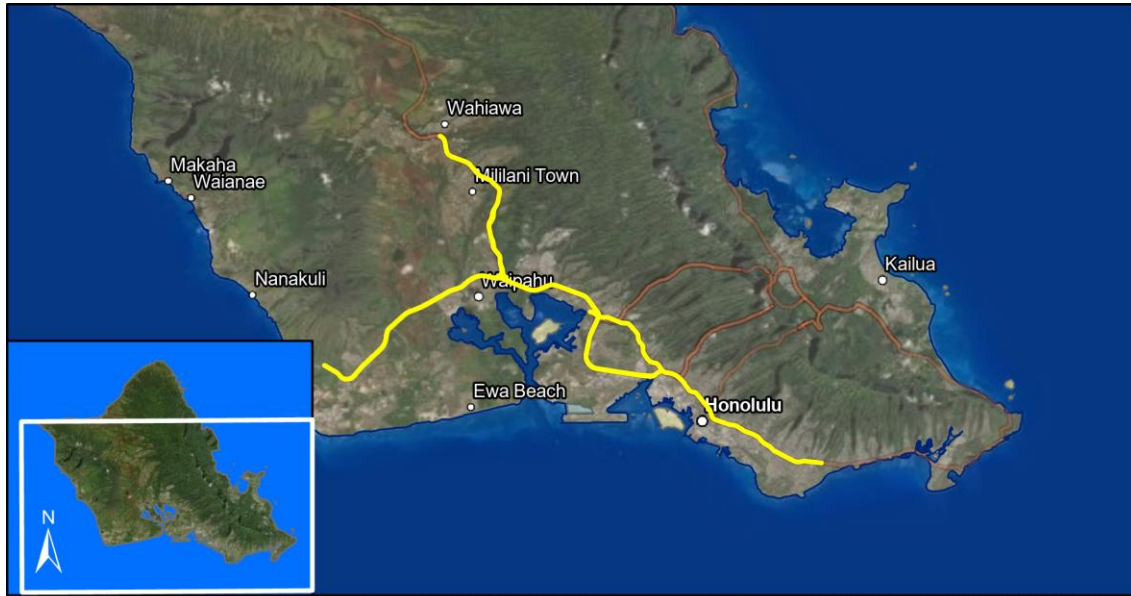 Wahiawa
Makaha
Mililani Town
Waianae
Kailua
Nanakuli
Waipahu
Ewa Beach
Honolulu
N